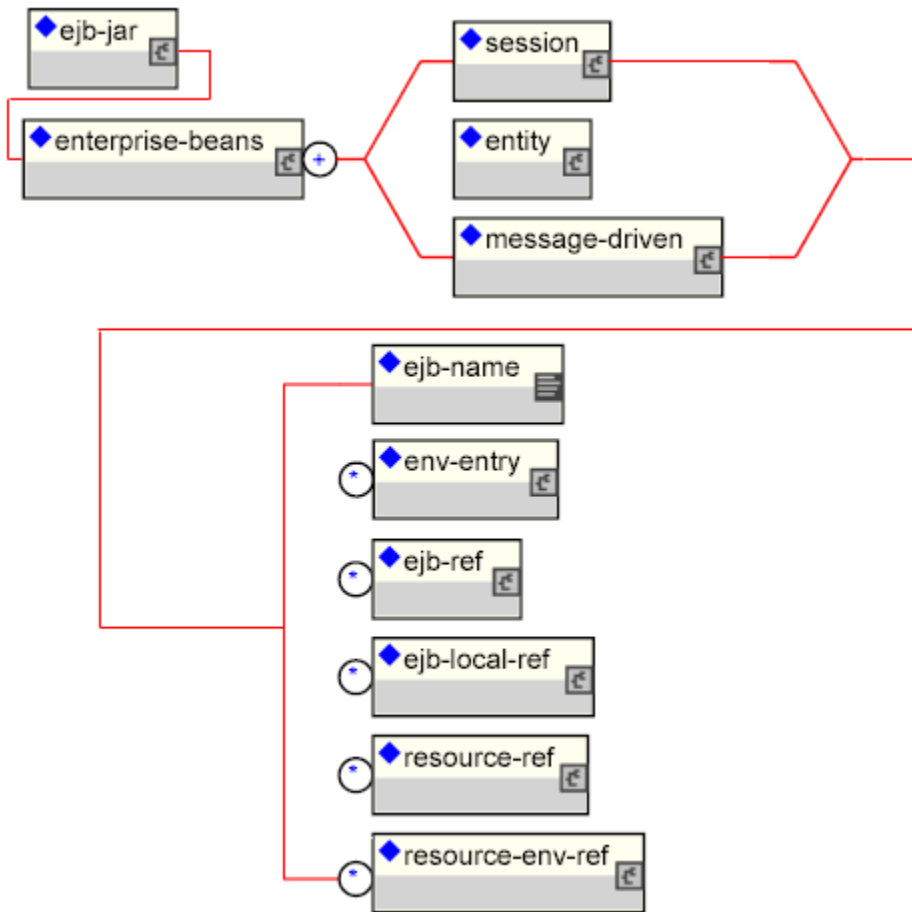 ejb-jar
session
enterprise-beans
+
entity
message-driven
ejb-name
* env-entry
* ejb-ref
* ejb-local-ref
* resource-ref
* resource-env-ref